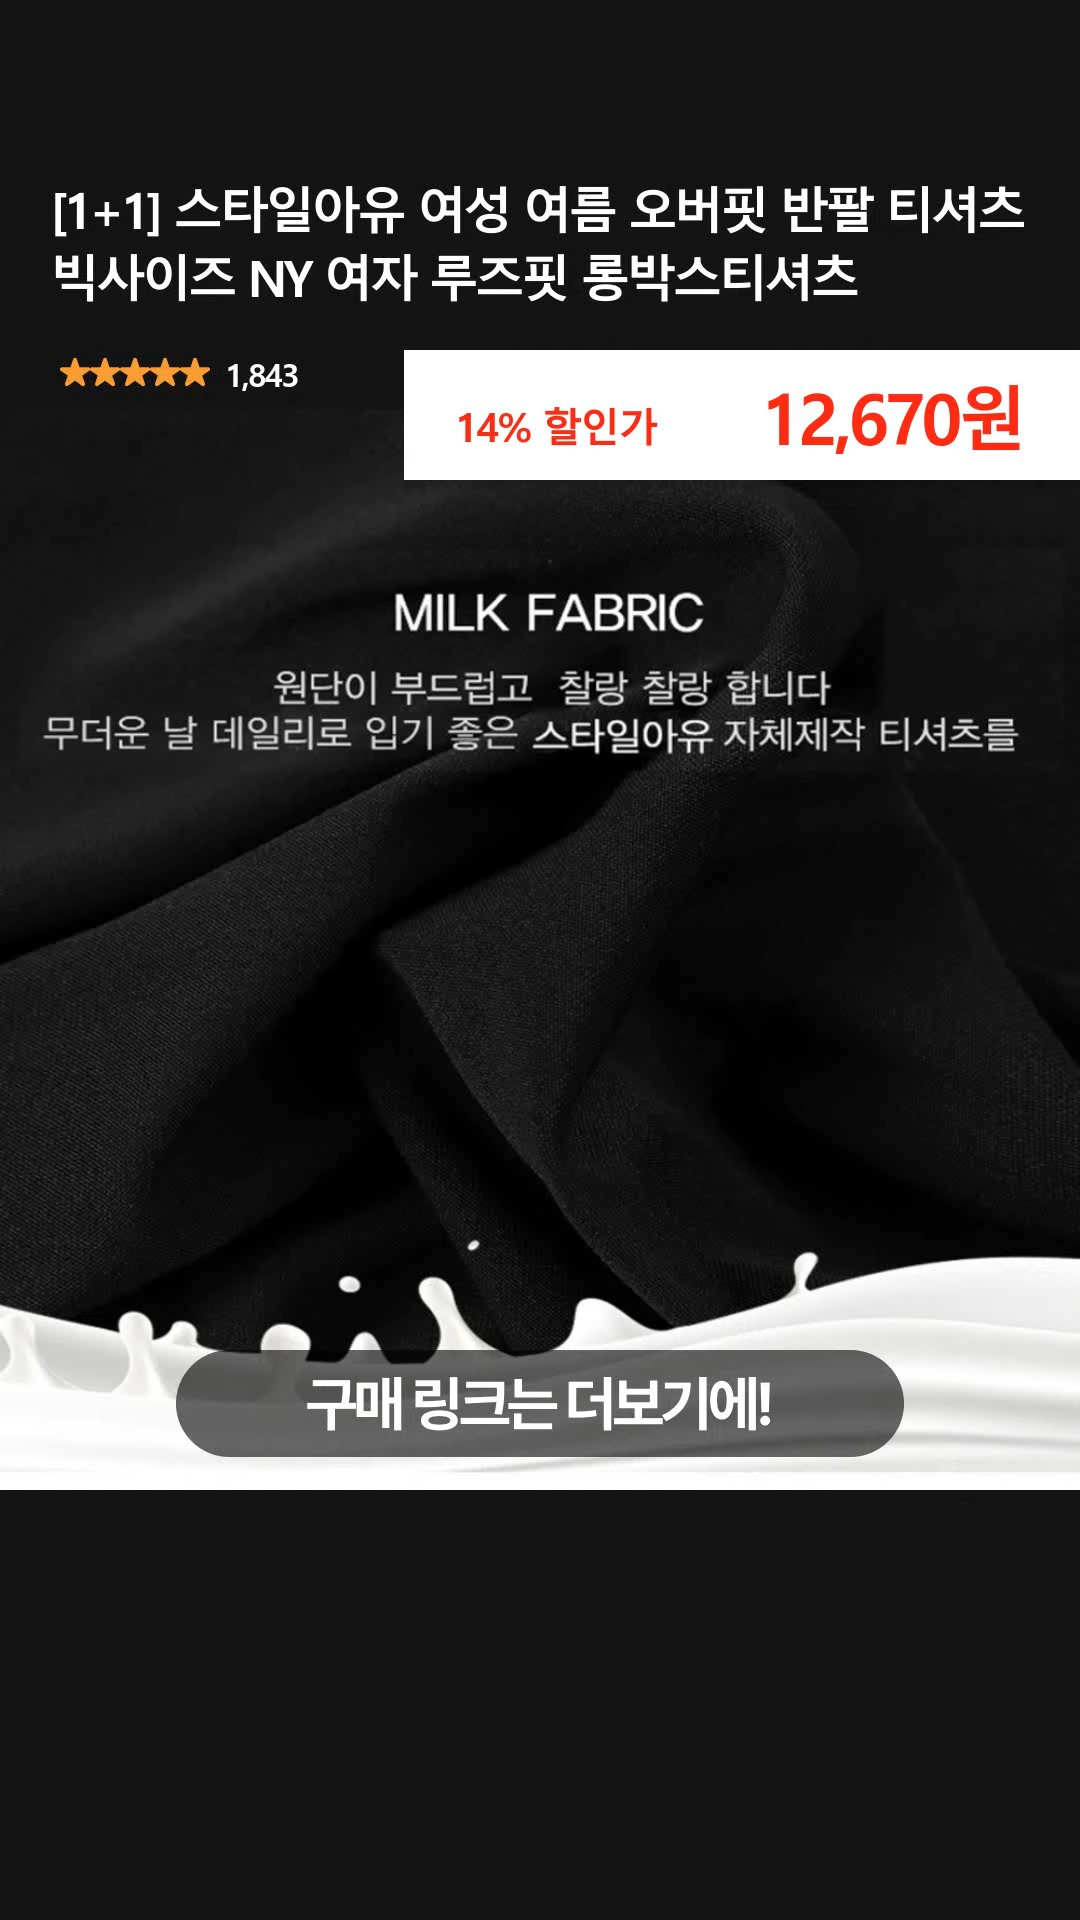 [1+1] 스타일아유 여성 여름 오버핏 반팔 티셔츠
빅사이즈 NY 여자 루즈핏 롱박스티셔츠
1,843
14% 할인가 12,670원
MILK FABRIC
원단이 부드럽고 찰랑 찰랑 합니다
무더운 날 데일리로 입기 좋은 스타일아유 자체제작 티셔츠를
구매 링크는 더보기에!